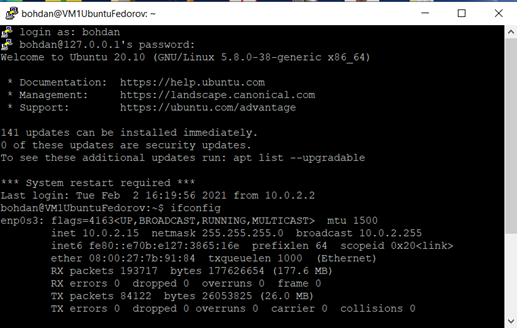 bohdan@VM1UbuntuFedorov: ~
login as: bohdan
bohdan@127.0.0.1's password:
Welcome to Ubuntu 20.10 (GNU/Linux 5.8.0-38-generic x86_64)
* Documentation:  https://help.ubuntu.com
* Management:     https://landscape.canonical.com
* Support:        https://ubuntu.com/advantage
141 updates can be installed immediately.
0 of these updates are security updates.
To see these additional updates run: apt list --upgradable
*** System restart required ***
Last login: Tue Feb  2 16:19:56 2021 from 10.0.2.2
bohdan@VM1UbuntuFedorov:~$ ifconfig
enp0s3: flags=4163<UP,BROADCAST,RUNNING,MULTICAST>  mtu 1500
inet 10.0.2.15  netmask 255.255.255.0  broadcast 10.0.2.255
inet6 fe80::e70b:e127:3865:16e  prefixlen 64  scopeid 0x20<link>
ether 08:00:27:7b:91:84  txqueuelen 1000  (Ethernet)
RX packets 193717  bytes 177626654 (177.6 MB)
RX errors 0  dropped 0  overruns 0  frame 0
TX packets 84122  bytes 26053825 (26.0 MB)
TX errors 0  dropped 0 overruns 0  carrier 0  collisions 0